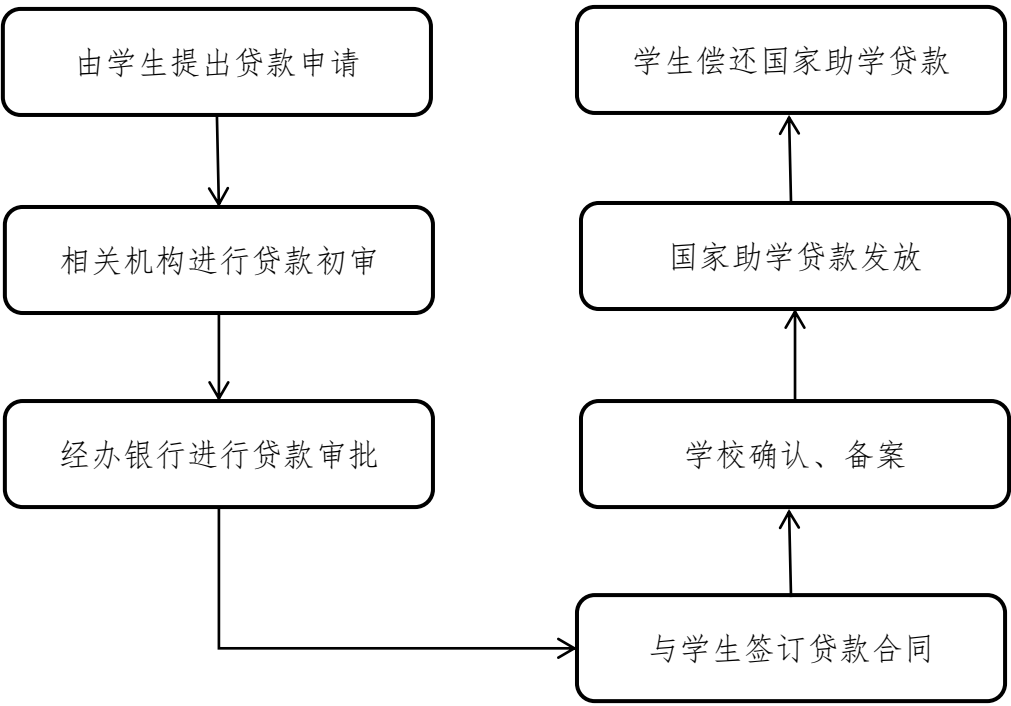 由学生提出贷款申请
相关机构进行贷款初审
经办银行进行贷款审批
与学生签订贷款合同
学校确认、备案
国家助学贷款发放
学生偿还国家助学贷款